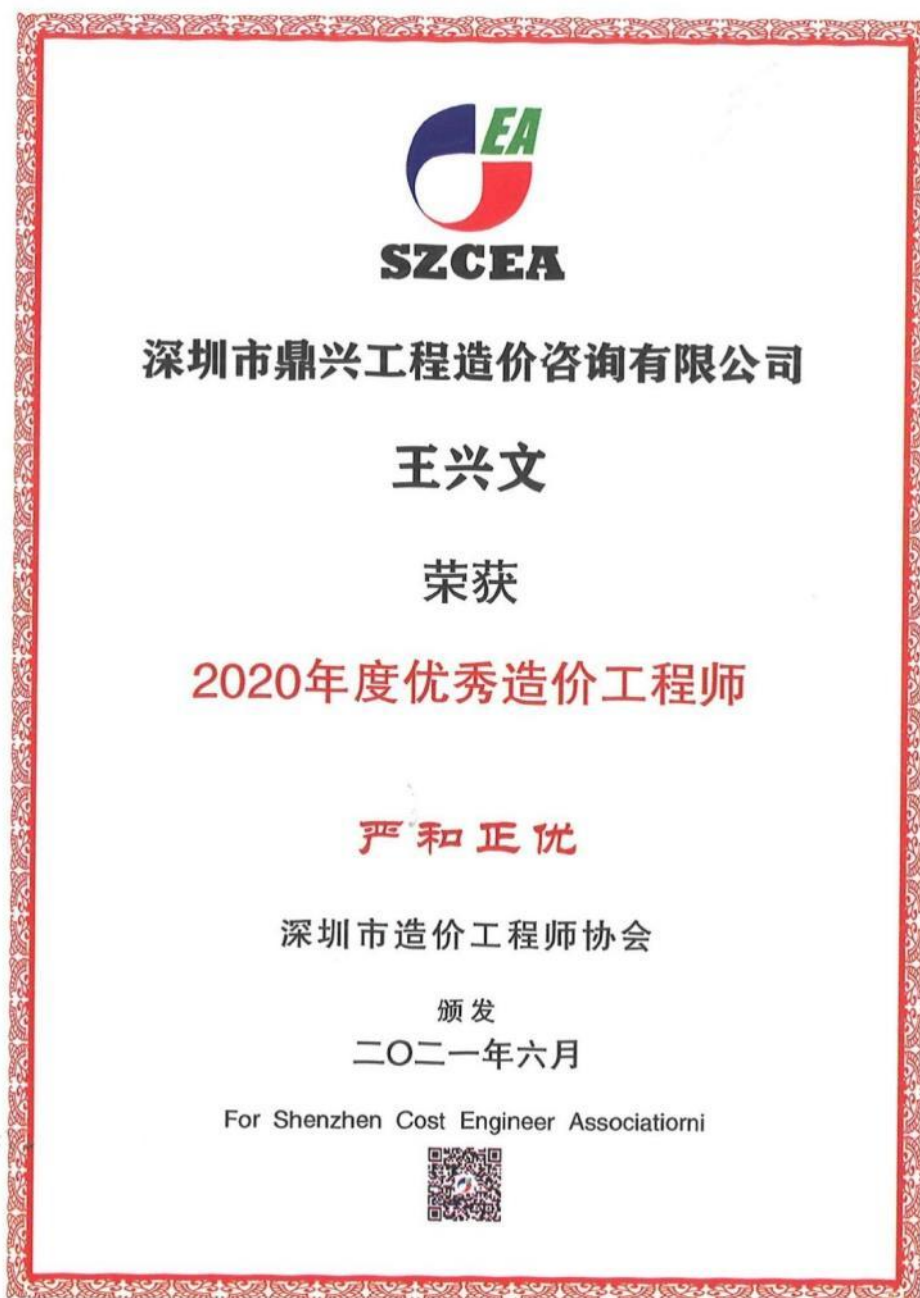 EA
SZCEA
深圳市鼎兴工程造价咨询有限公司
王兴文
荣获
2020年度优秀造价工程师
严和正优
深圳市造价工程师协会
颁发
二〇二一年六月
For Shenzhen Cost Engineer Associatiorni